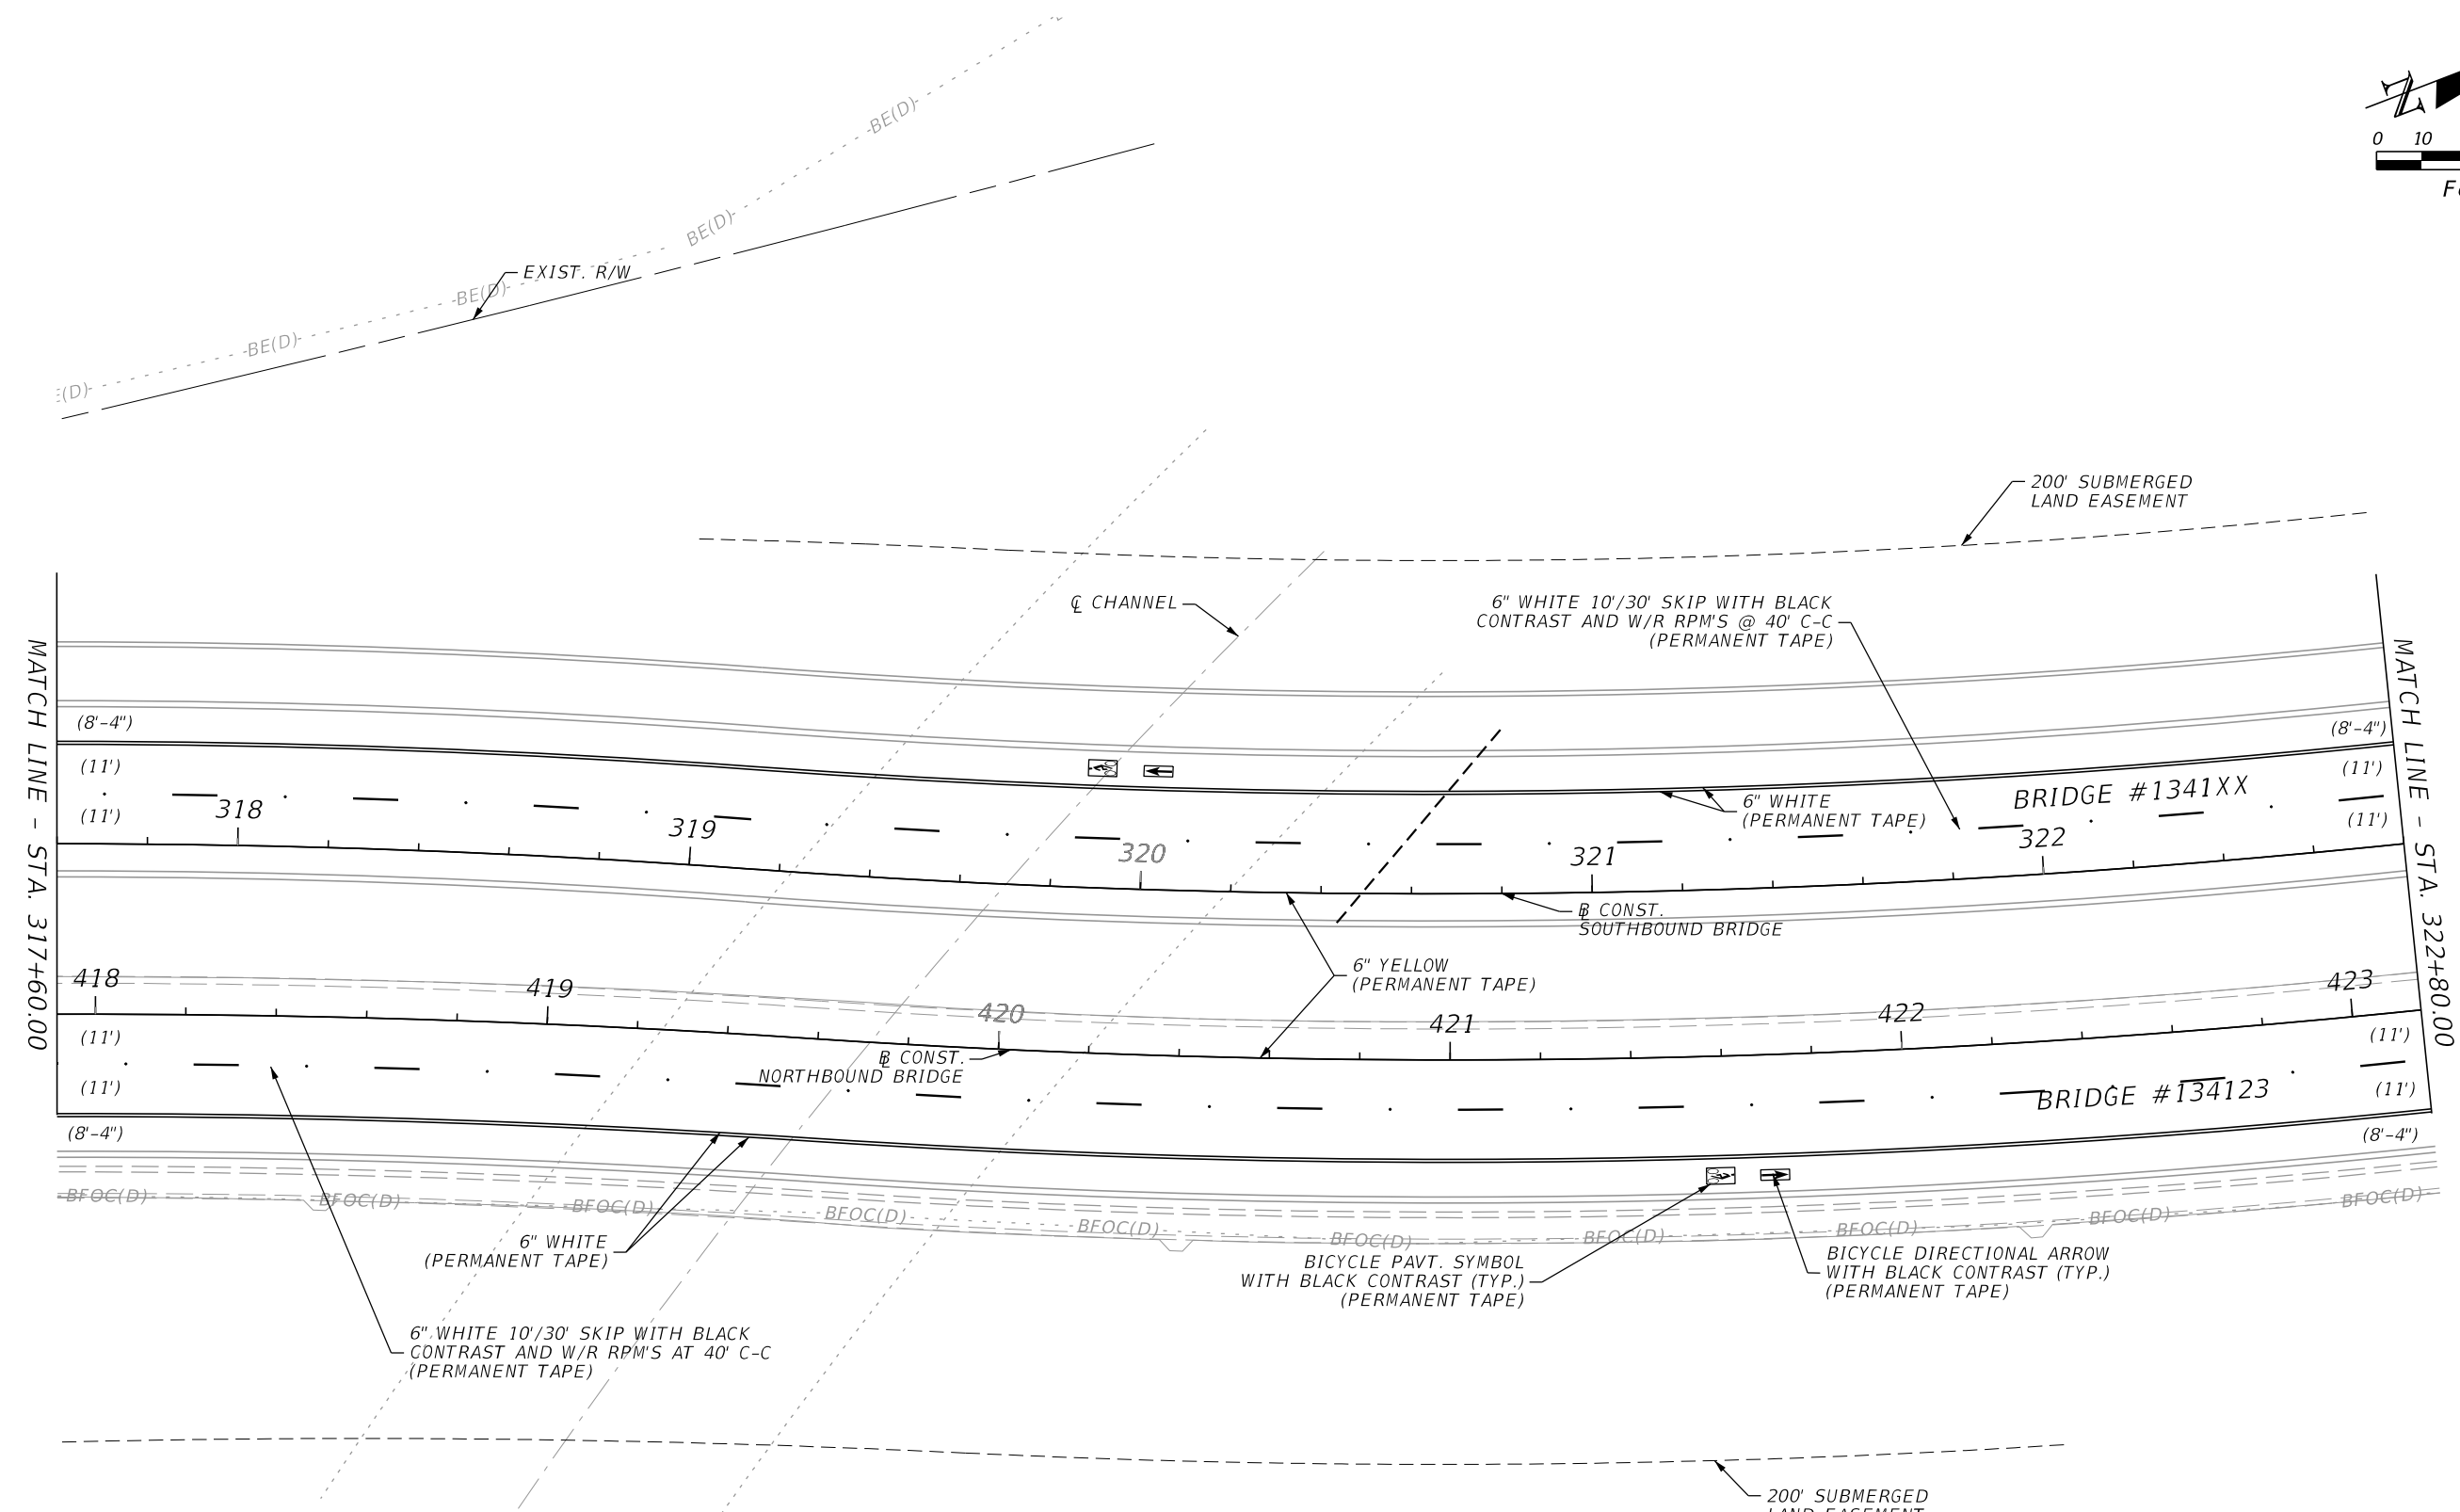 BE(D)
BE(D)
BE(D)
BE(D)
E(D)
EXIST. R/W
N
0 10
200' SUBMERGED
LAND EASEMENT
℄ CHANNEL
6" WHITE 10'/30' SKIP WITH BLACK
CONTRAST AND W/R RPM'S @ 40' C-C
(PERMANENT TAPE)
MATCH LINE - STA. 317+60.00
MATCH LINE - STA. 322+80.00
(8'-4")
(8'-4")
(11')
(11')
(11')
(11')
318
319
320
321
322
BRIDGE #1341XX
6" WHITE
(PERMANENT TAPE)
B CONST.
SOUTHBOUND BRIDGE
6" YELLOW
(PERMANENT TAPE)
418
419
420
421
422
423
(11')
(11')
(11')
(11')
B CONST.
NORTHBOUND BRIDGE
BRIDGE #134123
(8'-4")
(8'-4")
BFOC(D)
BFOC(D)
BFOC(D)
BFOC(D)
BFOC(D)
BFOC(D)
BFOC(D)
BFOC(D)
BFOC(D)
BFOC(D)
6" WHITE
(PERMANENT TAPE)
BICYCLE PAVT. SYMBOL
WITH BLACK CONTRAST (TYP.)
(PERMANENT TAPE)
BICYCLE DIRECTIONAL ARROW
WITH BLACK CONTRAST (TYP.)
(PERMANENT TAPE)
6" WHITE 10'/30' SKIP WITH BLACK
CONTRAST AND W/R RPM'S AT 40' C-C
(PERMANENT TAPE)
200' SUBMERGED
LAND EASEMENT